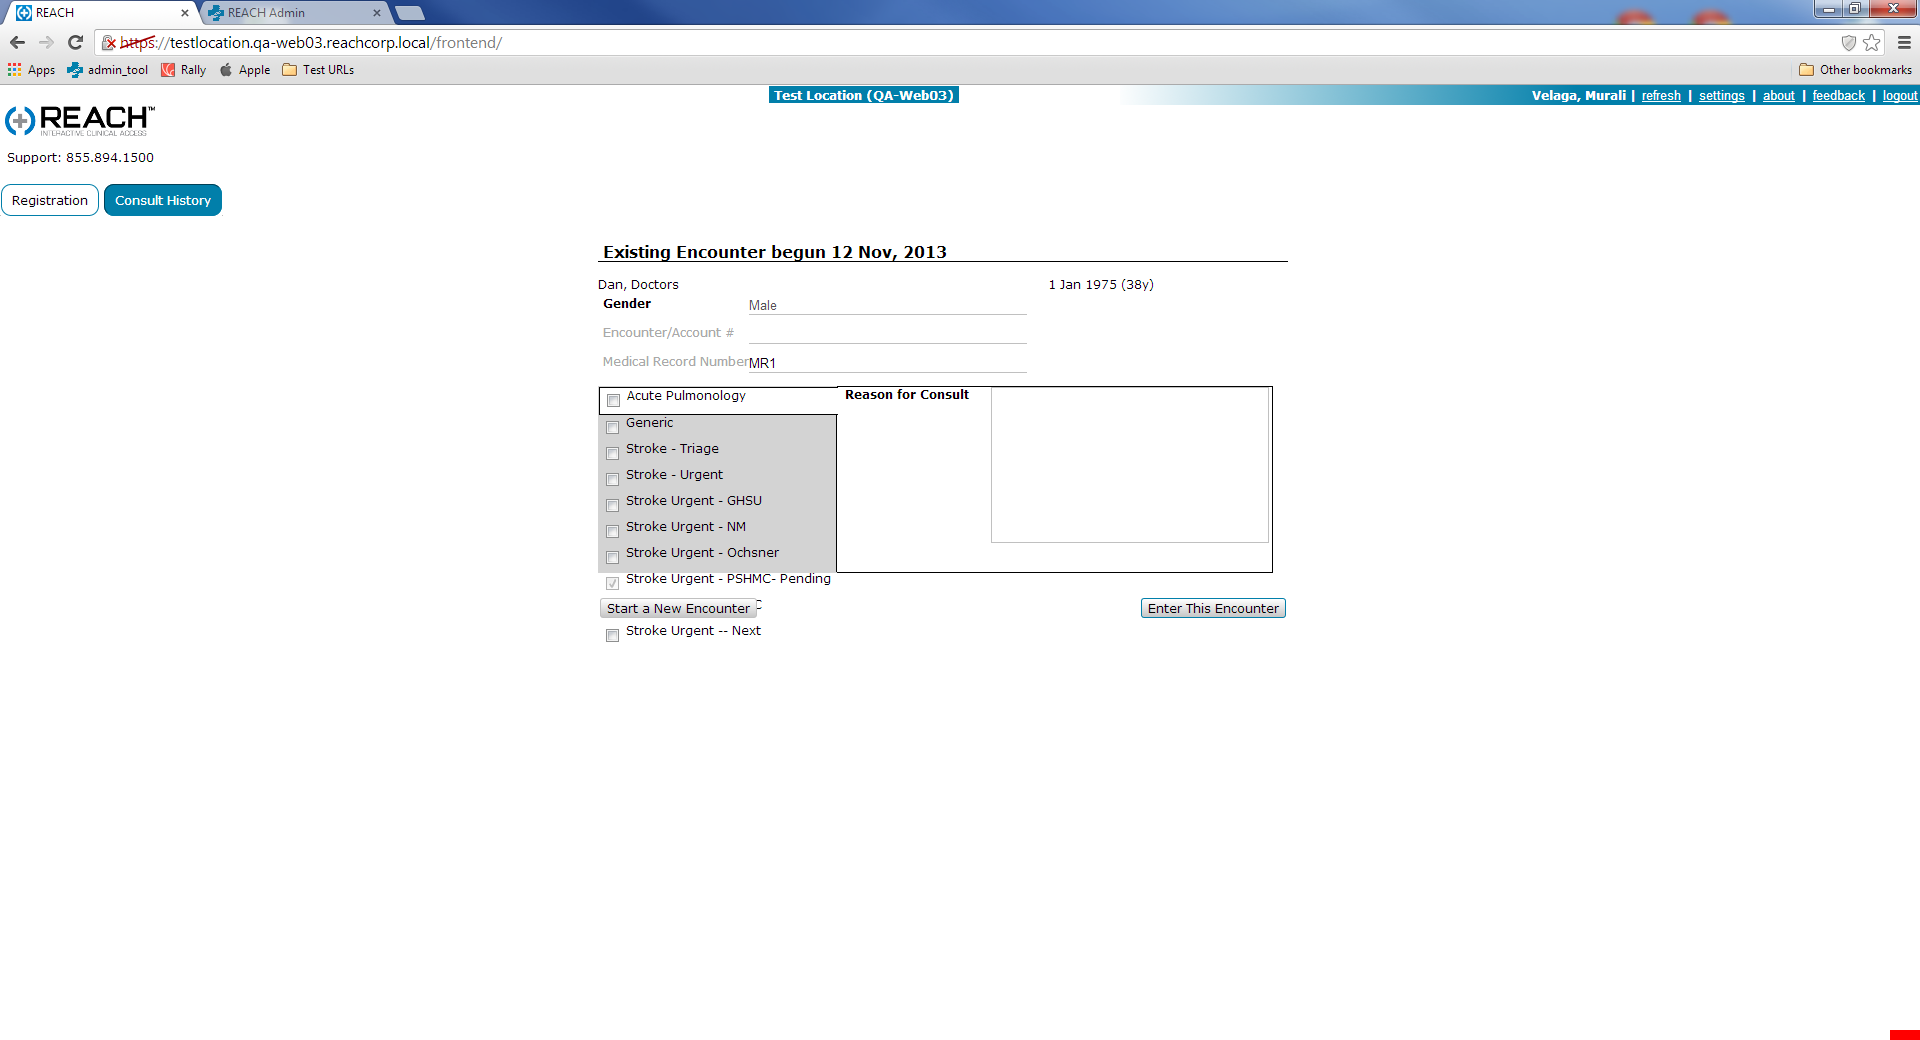 REACH
REACH Admin
https://testlocation.qa-web03.reachcorp.local/frontend/
Apps admin_tool Rally Apple Test URLs Other bookmarks
Test Location (QA-Web03) Velaga, Murali | refresh | settings | about | feedback | logout
REACH™
INTERACTIVE CLINICAL ACCESS
Support: 855.894.1500
Registration Consult History
Existing Encounter begun 12 Nov, 2013
Dan, Doctors 1 Jan 1975 (38y)
Gender Male
Encounter/Account #
Medical Record Number MR1
Acute Pulmonology Reason for Consult
Generic
Stroke - Triage
Stroke - Urgent
Stroke Urgent - GHSU
Stroke Urgent - NM
Stroke Urgent - Ochsner
Stroke Urgent - PSHMC- Pending
Start a New Encounter Enter This Encounter
Stroke Urgent -- Next